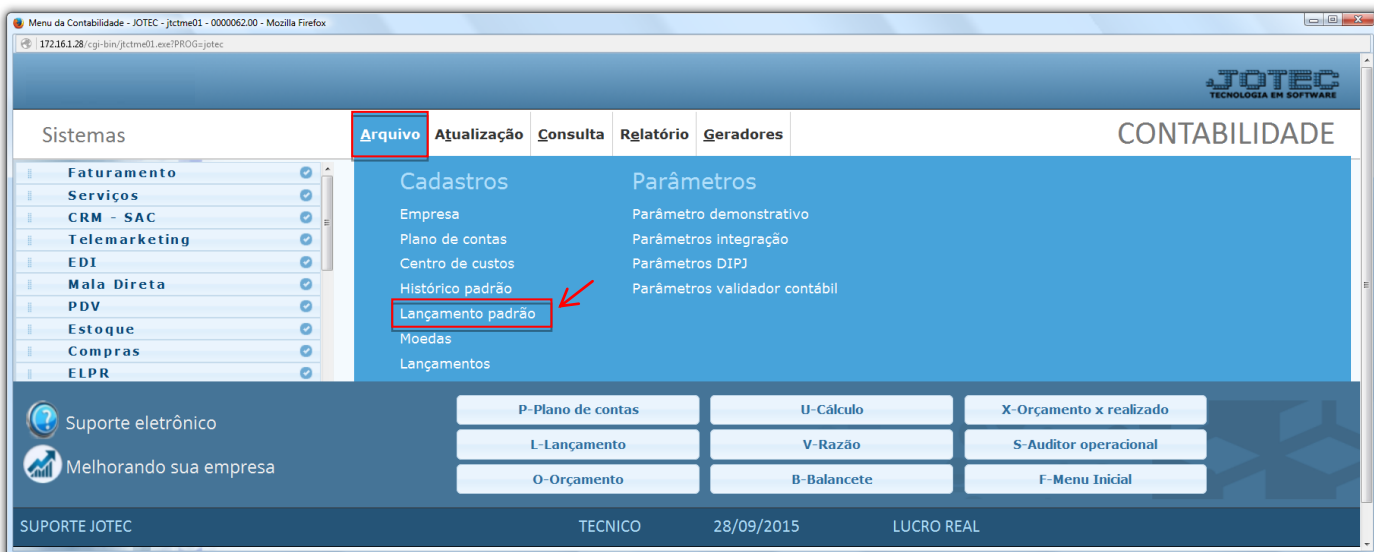 Menu da Contabilidade - JOTEC - jtctme01 - 0000062.00 - Mozilla Firefox
172.16.1.28/cgi-bin/jtctme01.exe?PROG=jotec
JOTEC
TECNOLOGIA EM SOFTWARE
Sistemas
Arquivo Atualização Consulta Relatório Geradores
CONTABILIDADE
Faturamento
Serviços
CRM - SAC
Telemarketing
EDI
Mala Direta
PDV
Estoque
Compras
ELPR
Cadastros
Empresa
Plano de contas
Centro de custos
Histórico padrão
Lançamento padrão
Moedas
Lançamentos
Parâmetros
Parâmetro demonstrativo
Parâmetros integração
Parâmetros DIPJ
Parâmetros validador contábil
Suporte eletrônico
Melhorando sua empresa
P-Plano de contas U-Cálculo X-Orçamento x realizado
L-Lançamento V-Razão S-Auditor operacional
O-Orçamento B-Balancete F-Menu Inicial
SUPORTE JOTEC TECNICO 28/09/2015 LUCRO REAL